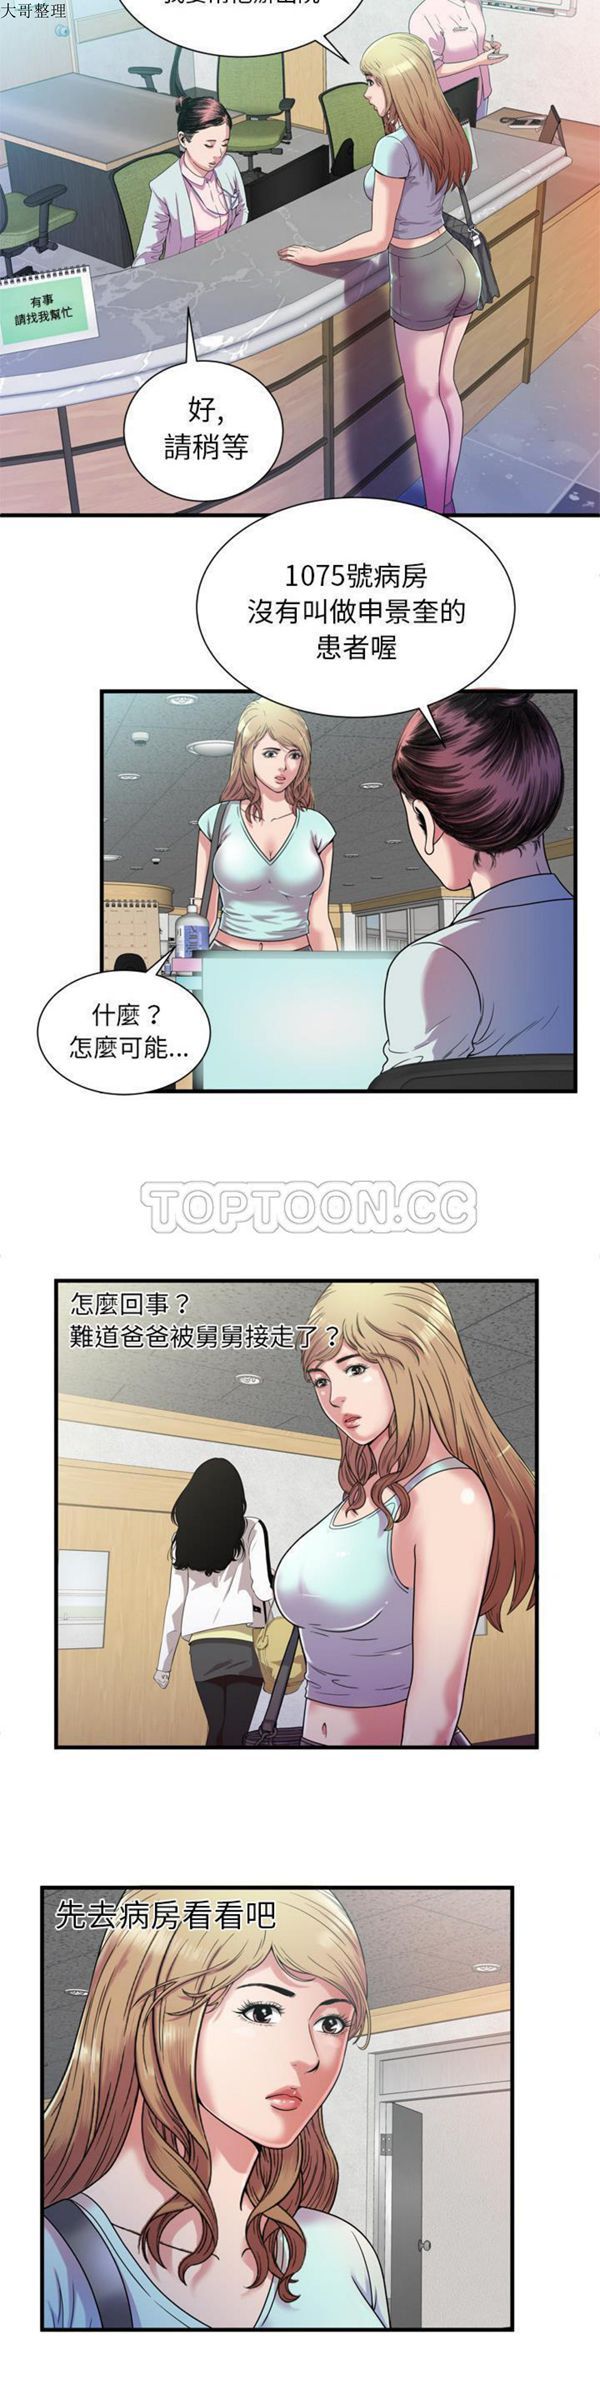 大哥整理
有事
請找我幫忙
好,
請稍等
1075號病房
沒有叫做申景奎的
患者喔
什麼？
怎麼可能...
TOPTOON.CC
怎麼回事？
難道爸爸被舅舅接走了？
先去病房看看吧